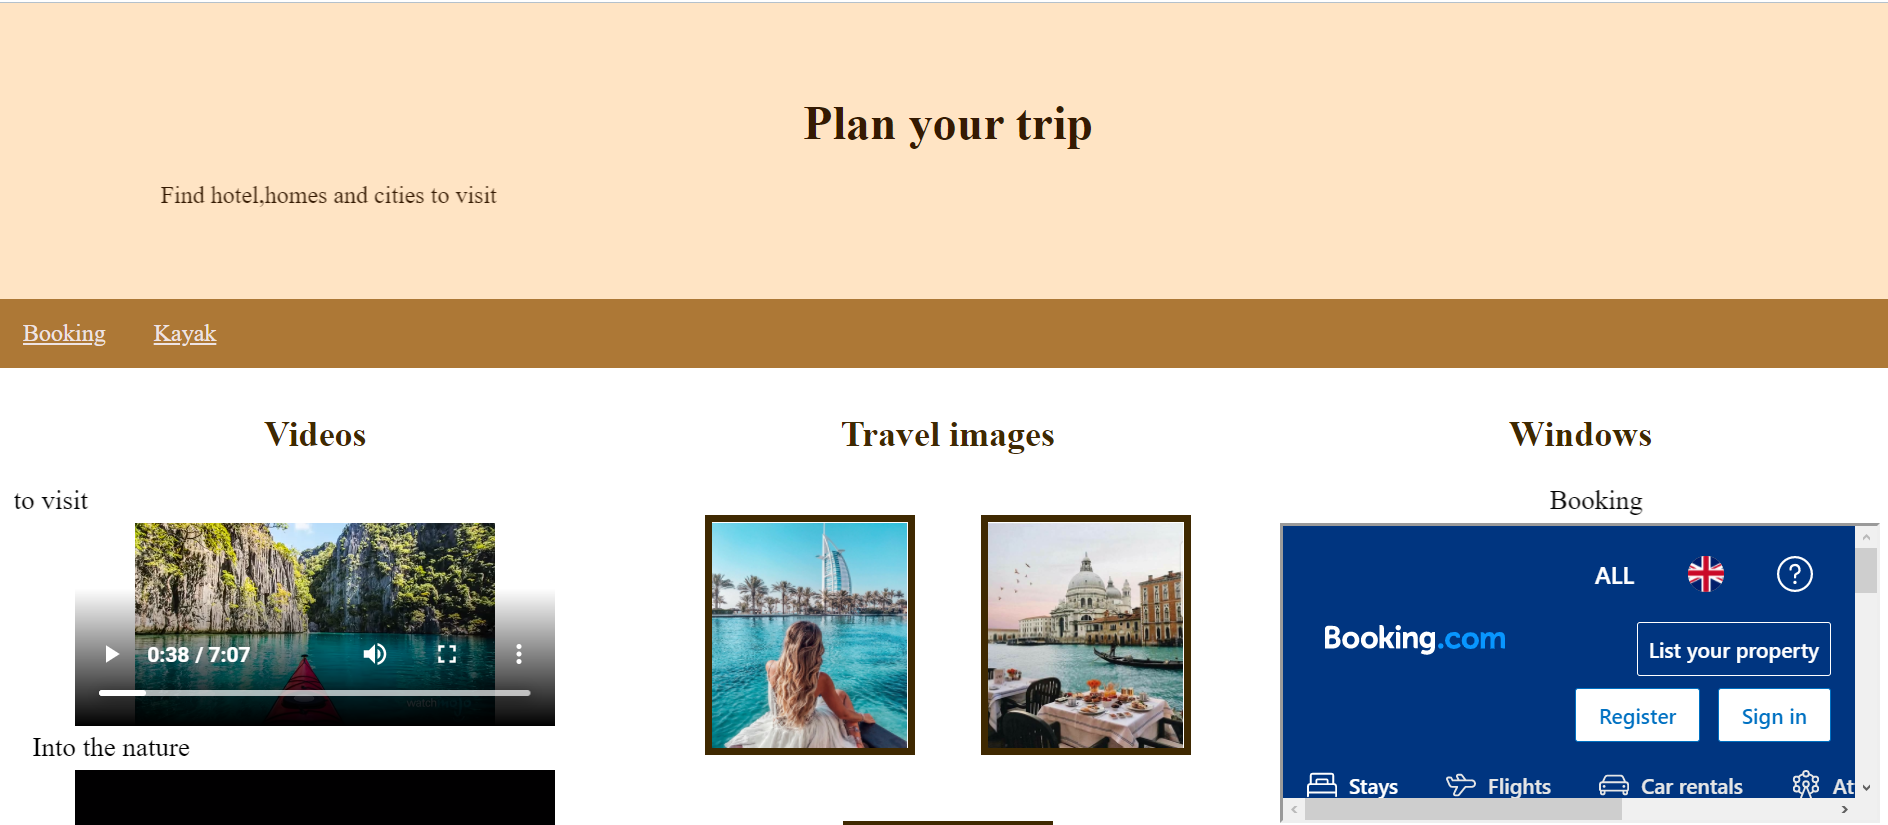 Plan your trip
Find hotel,homes and cities to visit
Booking Kayak
Videos
to visit
0:38 / 7:07
Into the nature
Travel images
Windows
Booking
ALL
Booking.com
List your property
Register Sign in
Stays Flights Car rentals At